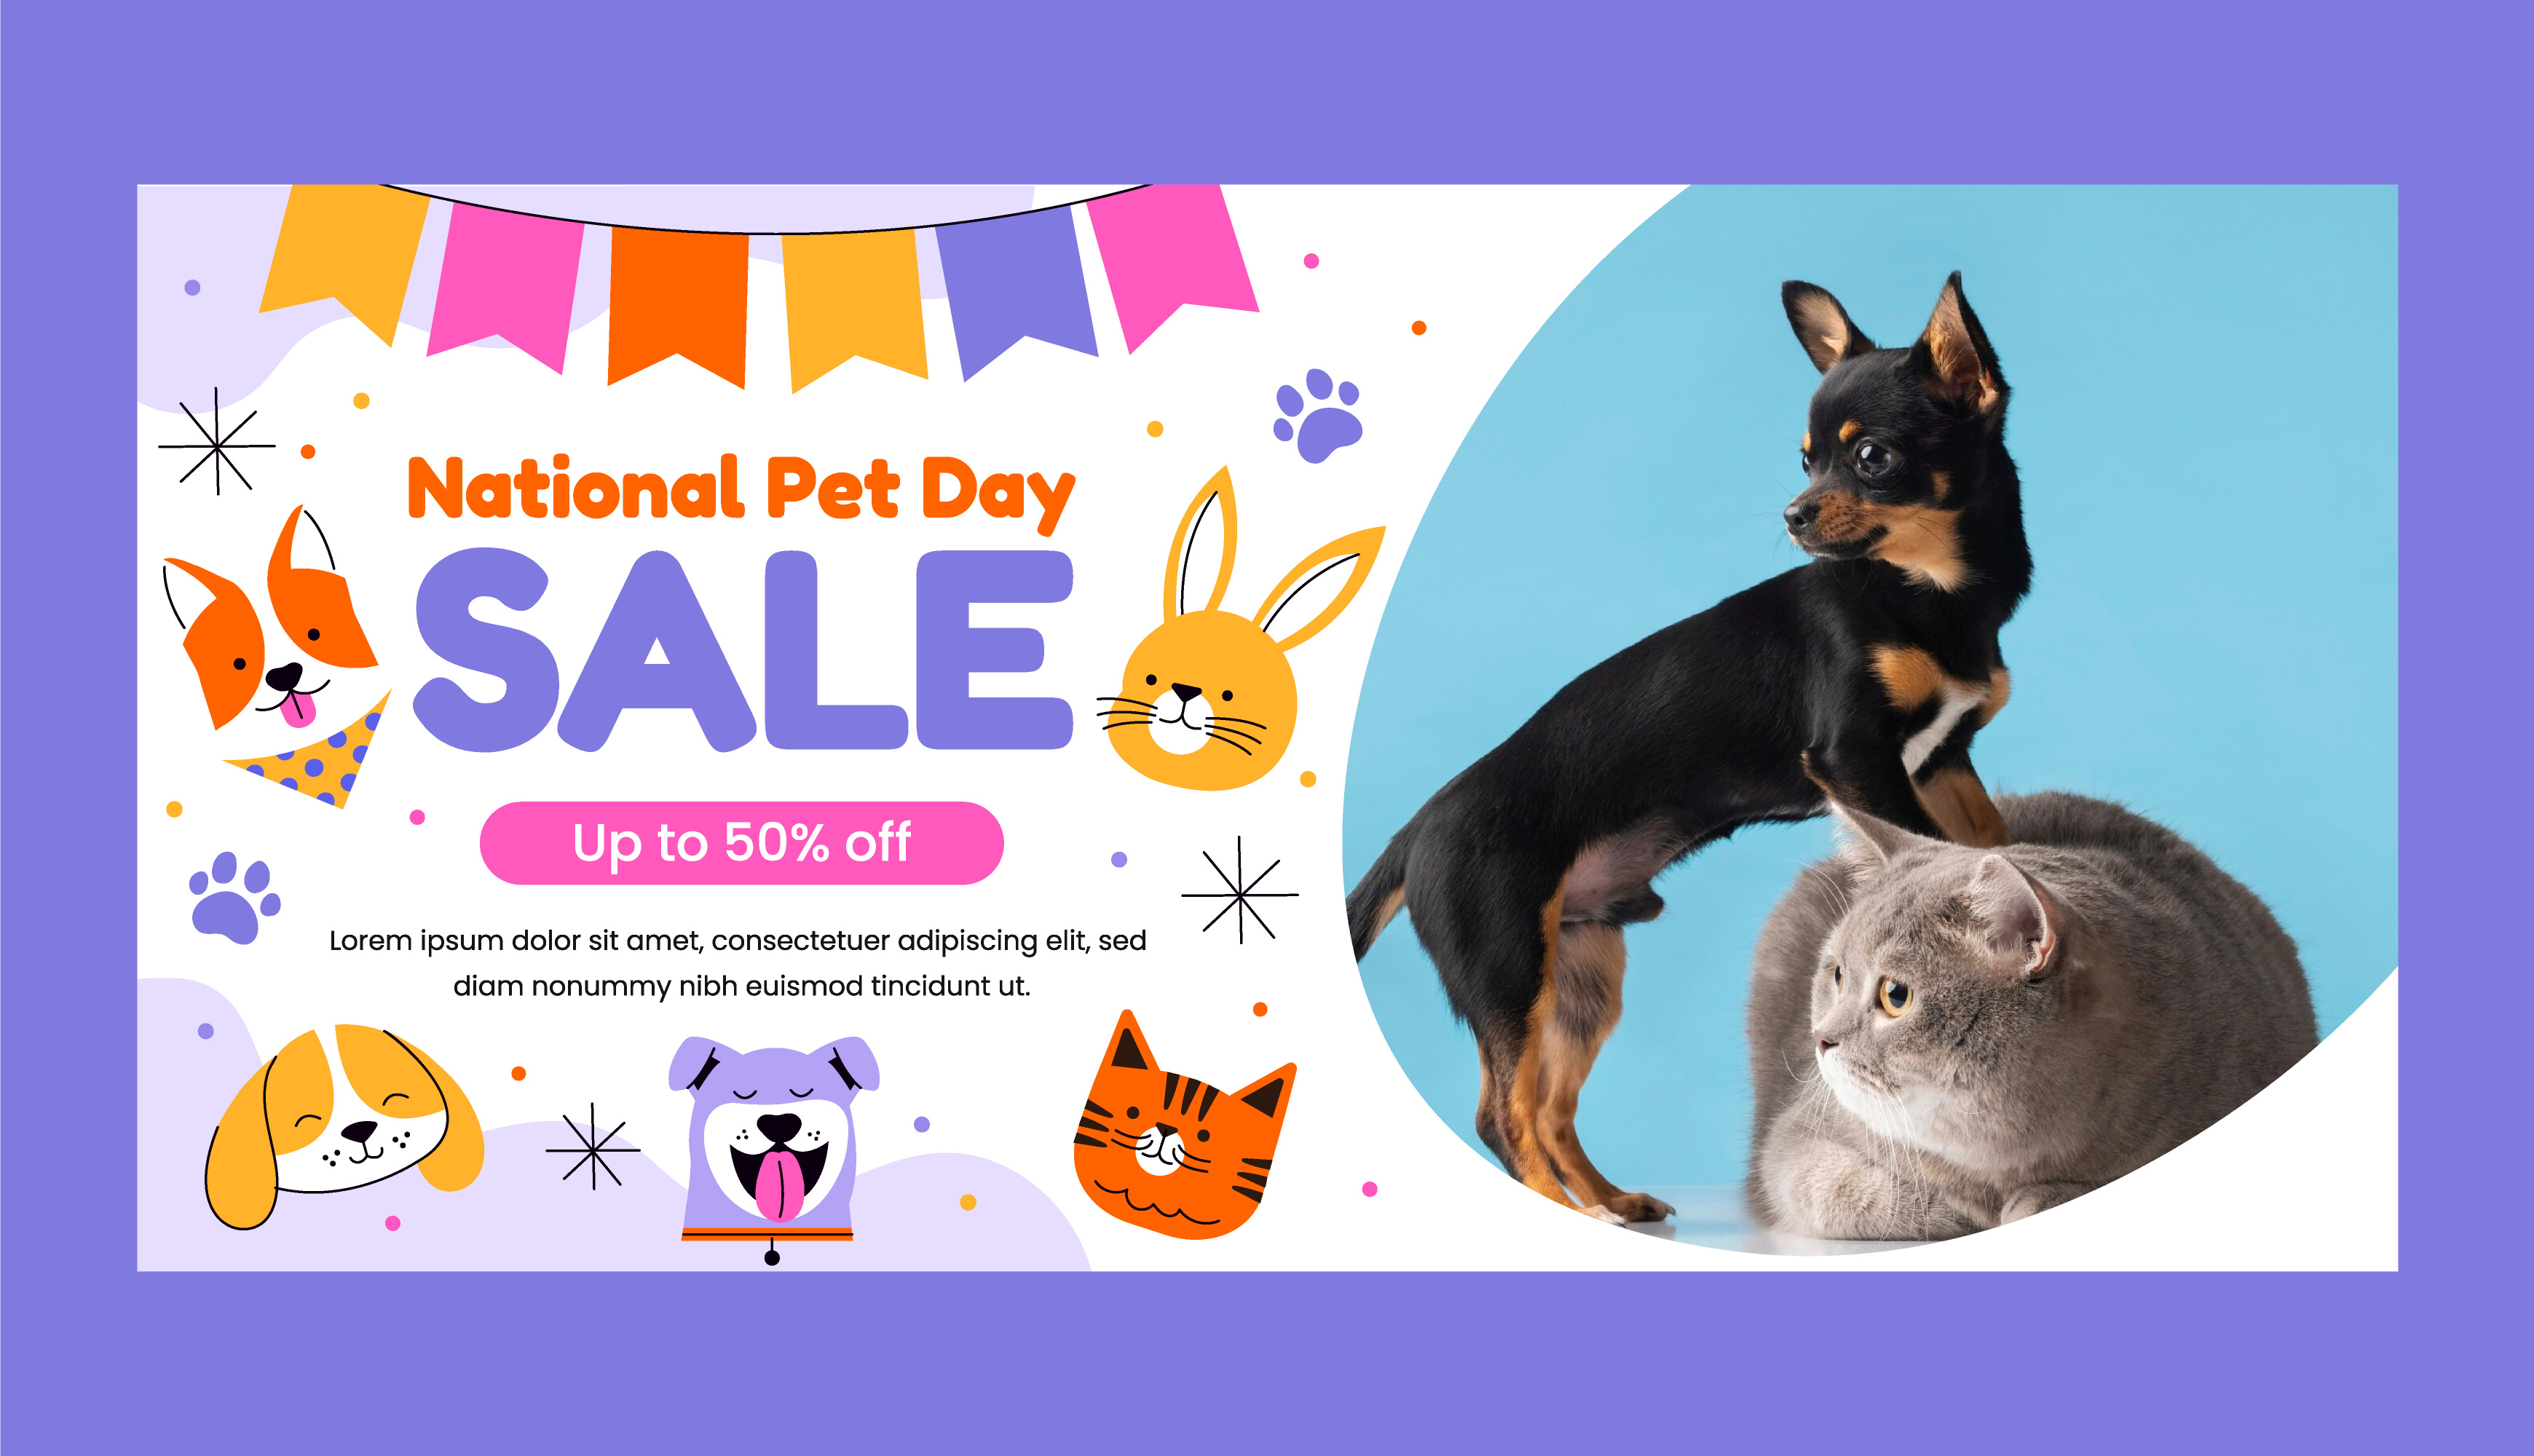 National Pet Day
SALE
Up to 50% off
Lorem ipsum dolor sit amet, consectetuer adipiscing elit, sed
diam nonummy nibh euismod tincidunt ut.